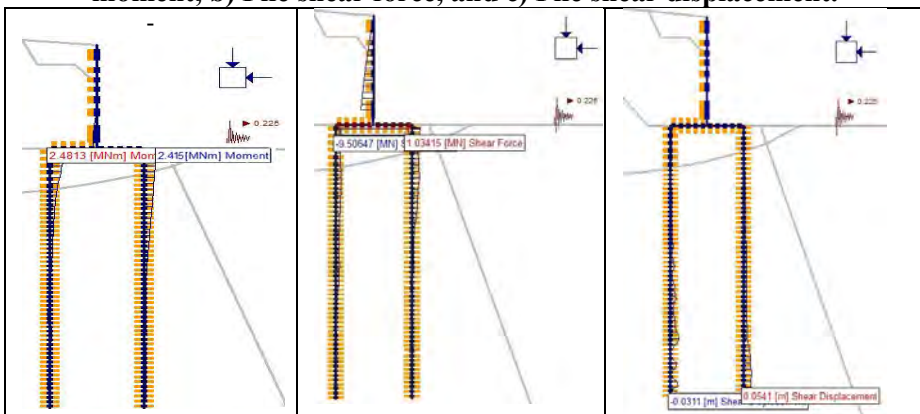 moment, b) Pile shear force, and c) Pile shear displacement.
-
0.225
2.4813 [MNm] Mom
2.415[MNm] Moment
0.225
-9.50647 [MN] S
1.03415 [MN] Shear Force
0.225
-0.0311 [m] Shea
0.0541 [m] Shear Displacement